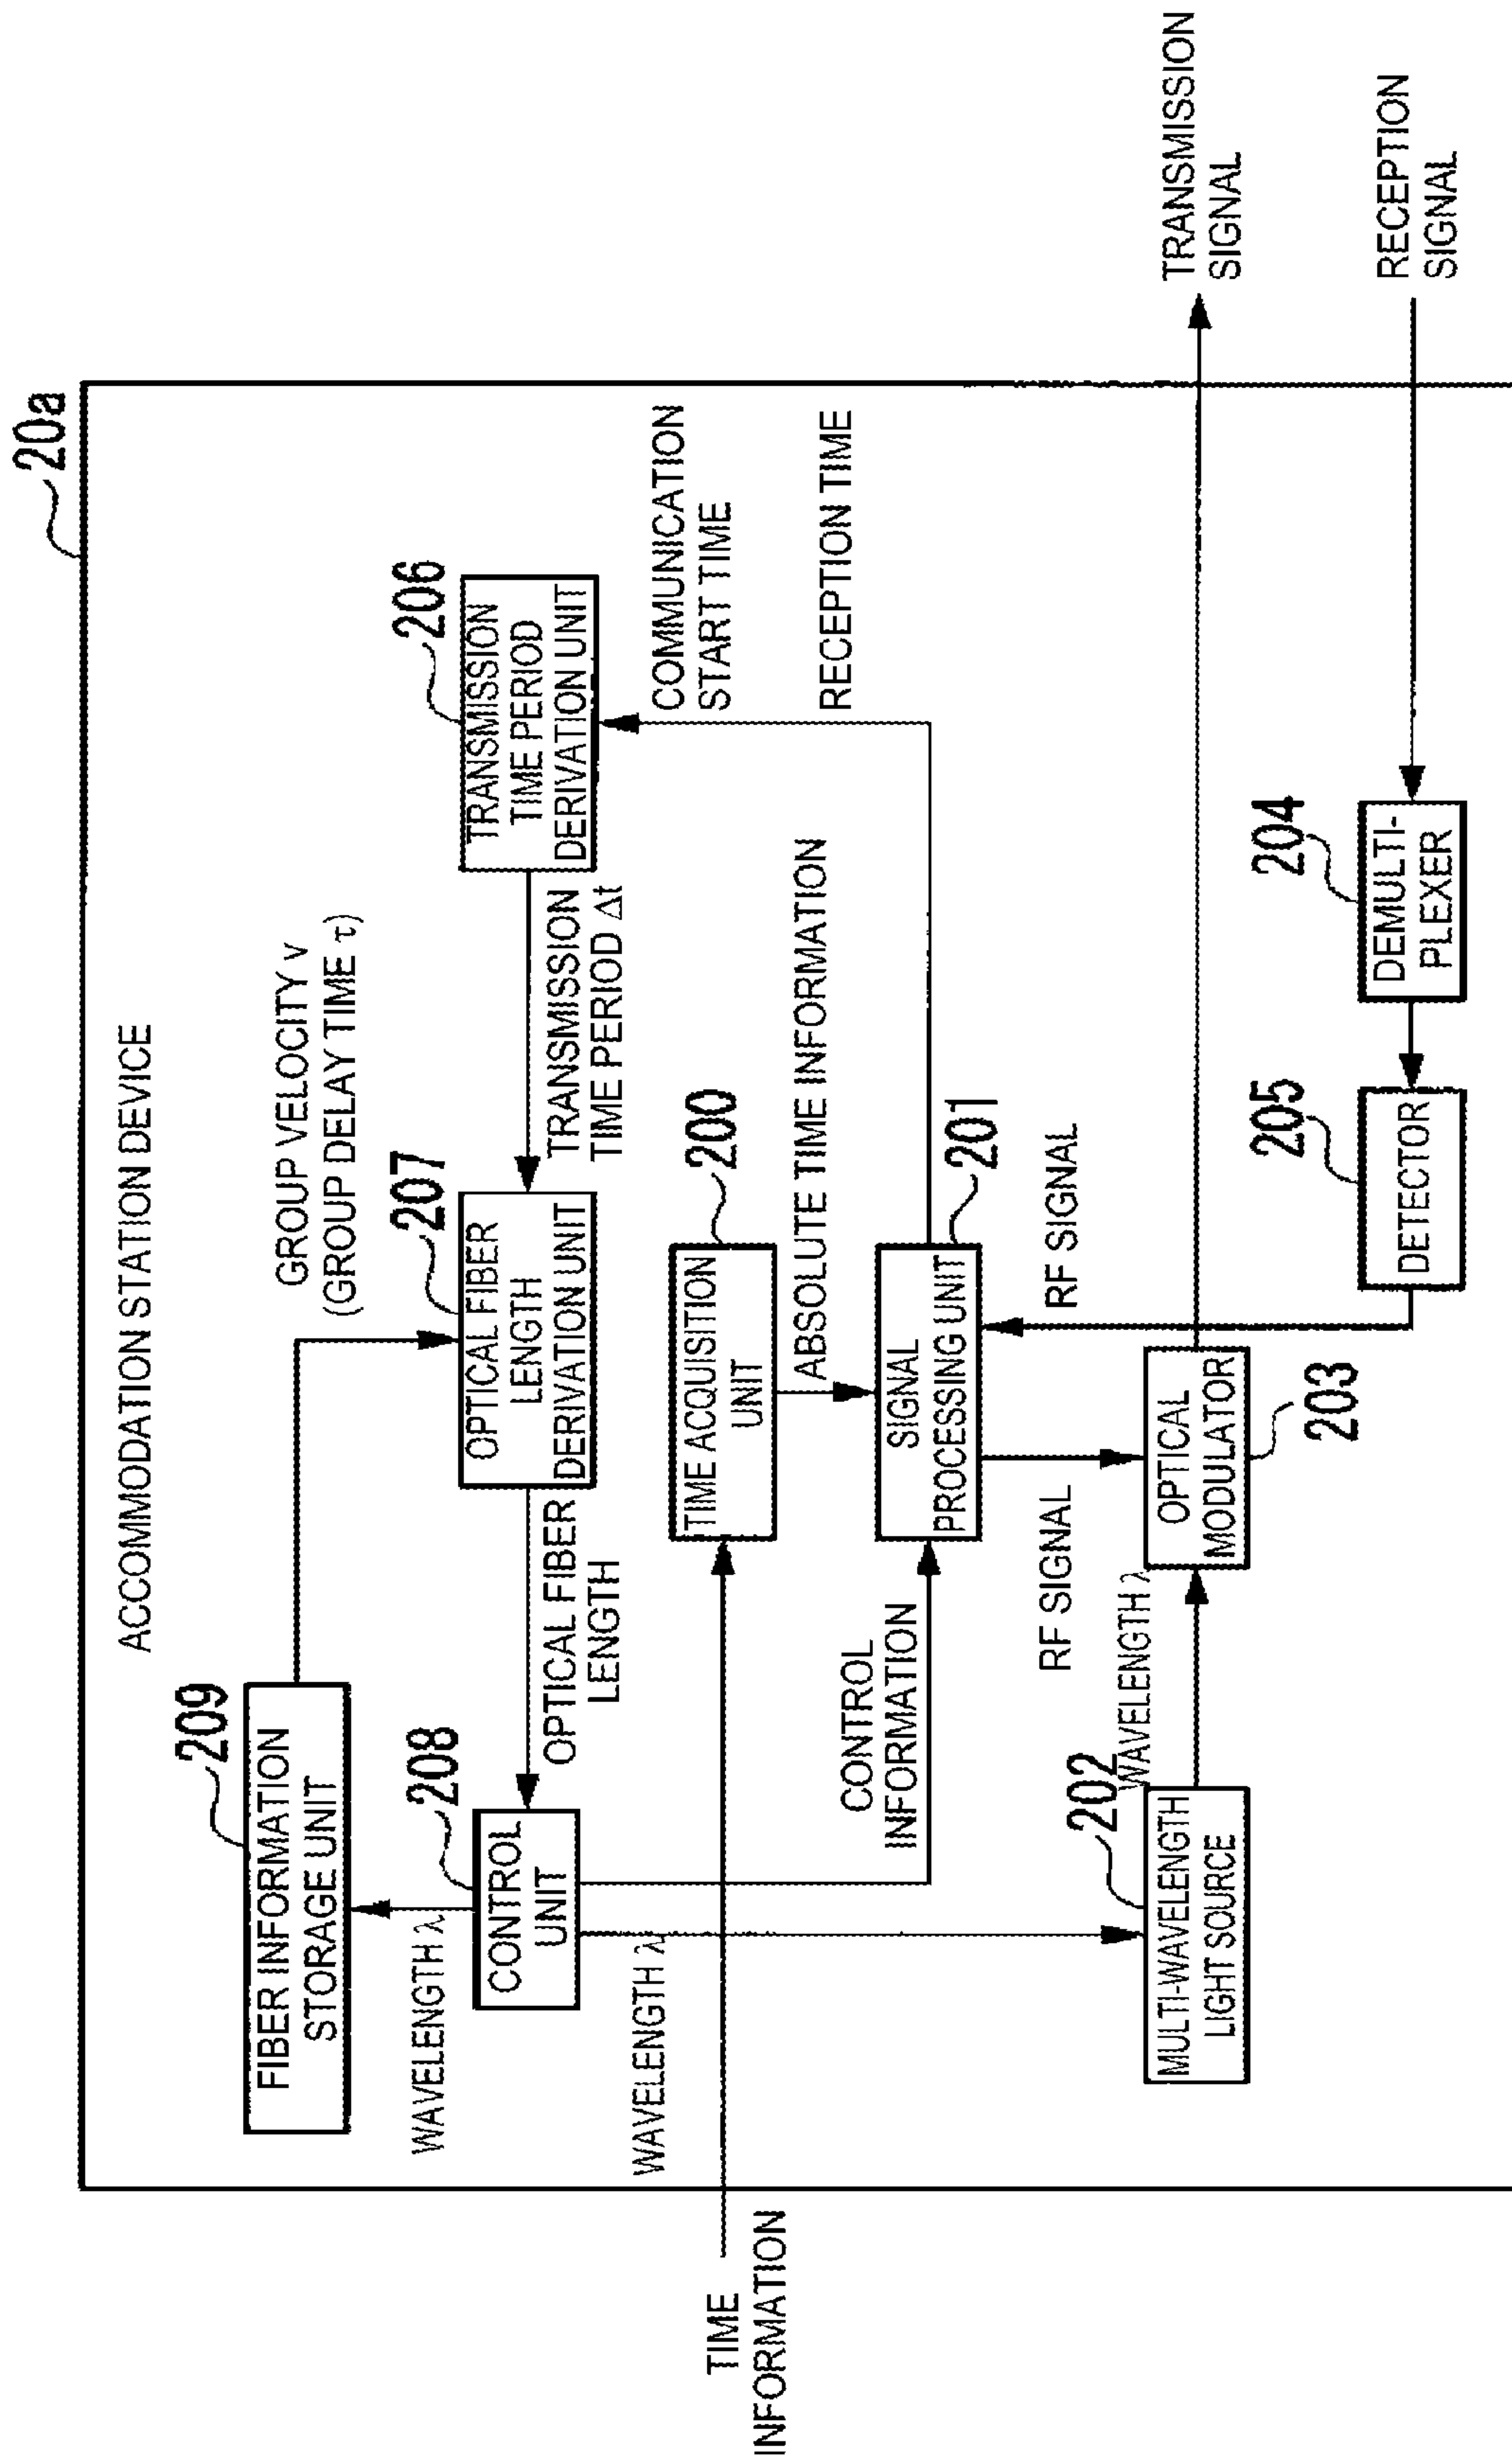 20a
ACCOMMODATION STATION DEVICE
209
FIBER INFORMATION
STORAGE UNIT
GROUP VELOCITY v
(GROUP DELAY TIME τ)
WAVELENGTH λ
208
CONTROL
UNIT
OPTICAL FIBER
LENGTH
207
OPTICAL FIBER
LENGTH
DERIVATION UNIT
TRANSMISSION
TIME PERIOD Δt
206
TRANSMISSION
TIME PERIOD
DERIVATION UNIT
WAVELENGTH λ
COMMUNICATION
START TIME
RECEPTION TIME
TIME
INFORMATION
200
TIME ACQUISITION
UNIT
ABSOLUTE TIME INFORMATION
CONTROL
INFORMATION
201
SIGNAL
PROCESSING UNIT
RF SIGNAL
RF SIGNAL
202
MULTI-WAVELENGTH
LIGHT SOURCE
WAVELENGTH λ
OPTICAL
MODULATOR
203
TRANSMISSION
SIGNAL
205
DETECTOR
204
DEMULTI-
PLEXER
RECEPTION
SIGNAL